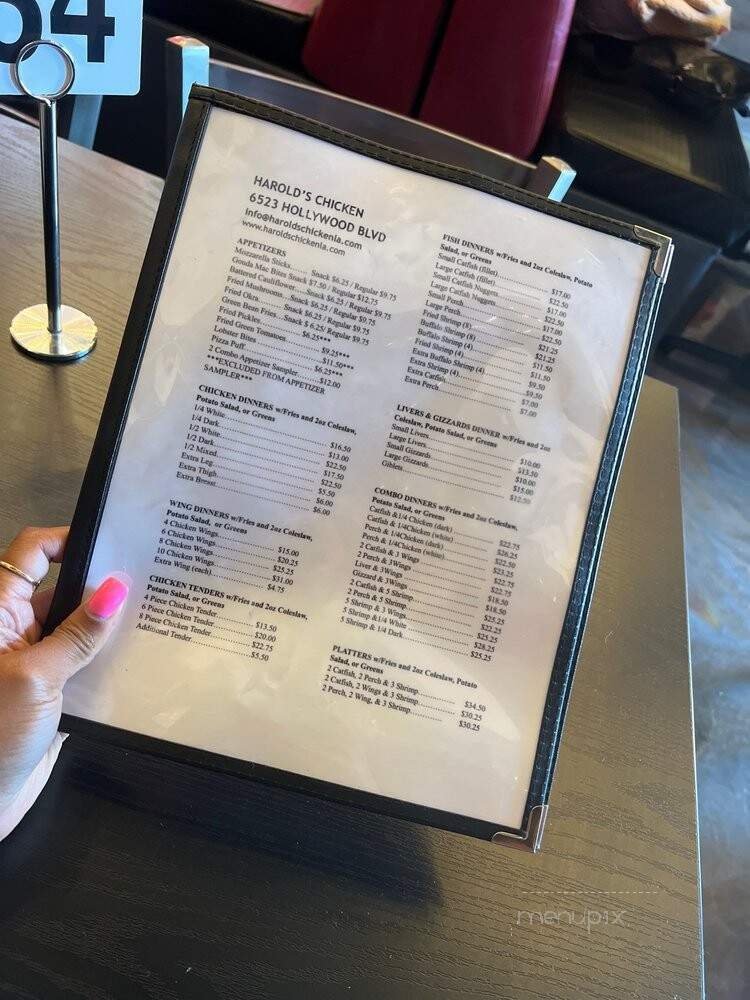 54
HAROLD'S CHICKEN
6523 HOLLYWOOD BLVD
info@haroldschickenla.com
www.haroldschickenla.com
APPETIZERS
Mozzarella Sticks....... Snack $6.25 / Regular $9.75
Gouda Mac Bites Snack $7.50 / Regular $12.75
Battered Cauliflower.....Snack $6.25 / Regular $9.75
Fried Mushrooms....Snack $6.25 / Regular $9.75
Fried Okra........Snack $6.25 / Regular $9.75
Green Bean Fries....Snack $ 6.25/ Regular $9.75
Fried Pickles............... $6.25***
Fried Green Tomatoes.............$9.25***
Lobster Bites..................$11.50***
Pizza Puff....................$6.25***
2 Combo Appetizer Sampler........$12.00
***EXCLUDED FROM APPETIZER
SAMPLER***
CHICKEN DINNERS w/Fries and 2oz Coleslaw,
Potato Salad, or Greens
1/4 White..................$16.50
1/4 Dark..................$13.00
1/2 White..................$22.50
1/2 Dark..................$17.50
1/2 Mixed..................$22.50
Extra Leg..................$5.50
Extra Thigh..................$6.00
Extra Breast..................$6.00
WING DINNERS w/Fries and 2oz Coleslaw,
Potato Salad, or Greens
4 Chicken Wings..................$15.00
6 Chicken Wings..................$20.25
8 Chicken Wings..................$25.25
10 Chicken Wings..................$31.00
Extra Wing (each)..................$4.75
CHICKEN TENDERS w/Fries and 2oz Coleslaw,
Potato Salad, or Greens
4 Piece Chicken Tender............$13.50
6 Piece Chicken Tender............$20.00
8 Piece Chicken Tender............$22.75
Additional Tender..................$5.50
FISH DINNERS w/Fries and 2oz Coleslaw, Potato
Salad, or Greens
Small Catfish (fillet)..................$17.00
Large Catfish (fillet)..................$22.50
Small Catfish Nuggets..................$17.00
Large Catfish Nuggets..................$22.50
Small Perch..................$17.00
Large Perch..................$22.50
Fried Shrimp (8)..................$21.25
Buffalo Shrimp (8)..................$21.25
Fried Shrimp (4)..................$11.50
Buffalo Shrimp (4)..................$11.50
Extra Buffalo Shrimp (4)..................$9.50
Extra Shrimp (4)..................$9.50
Extra Catfish..................$7.00
Extra Perch..................$7.00
LIVERS & GIZZARDS DINNER w/Fries and 2oz
Coleslaw, Potato Salad, or Greens
Small Livers..................$10.00
Large Livers..................$13.50
Small Gizzards..................$10.00
Large Gizzards..................$15.00
Giblets..................$12.50
COMBO DINNERS w/Fries and 2oz Coleslaw,
Potato Salad, or Greens
Catfish &1/4 Chicken (dark)............$22.75
Catfish & 1/4Chicken (white)............$26.25
Perch & 1/4Chicken (dark)............$22.50
Perch & 1/4Chicken(white)............$23.25
2 Catfish & 3 Wings..................$22.75
2 Perch & 3Wings..................$22.75
Liver & 3Wings..................$18.50
Gizzard & 3Wings..................$18.50
2 Catfish & 5 Shrimp..................$25.25
2 Perch & 5 Shrimp..................$22.25
5 Shrimp & 3 Wings..................$25.25
5 Shrimp &1/4 White..................$28.25
5 Shrimp & 1/4 Dark..................$25.25
PLATTERS w/Fries and 2oz Coleslaw, Potato
Salad, or Greens
2 Catfish, 2 Perch & 3 Shrimp............$34.50
2 Catfish, 2 Wings & 3 Shrimp............$30.25
2 Perch, 2 Wing, & 3 Shrimp............$30.25
menupix